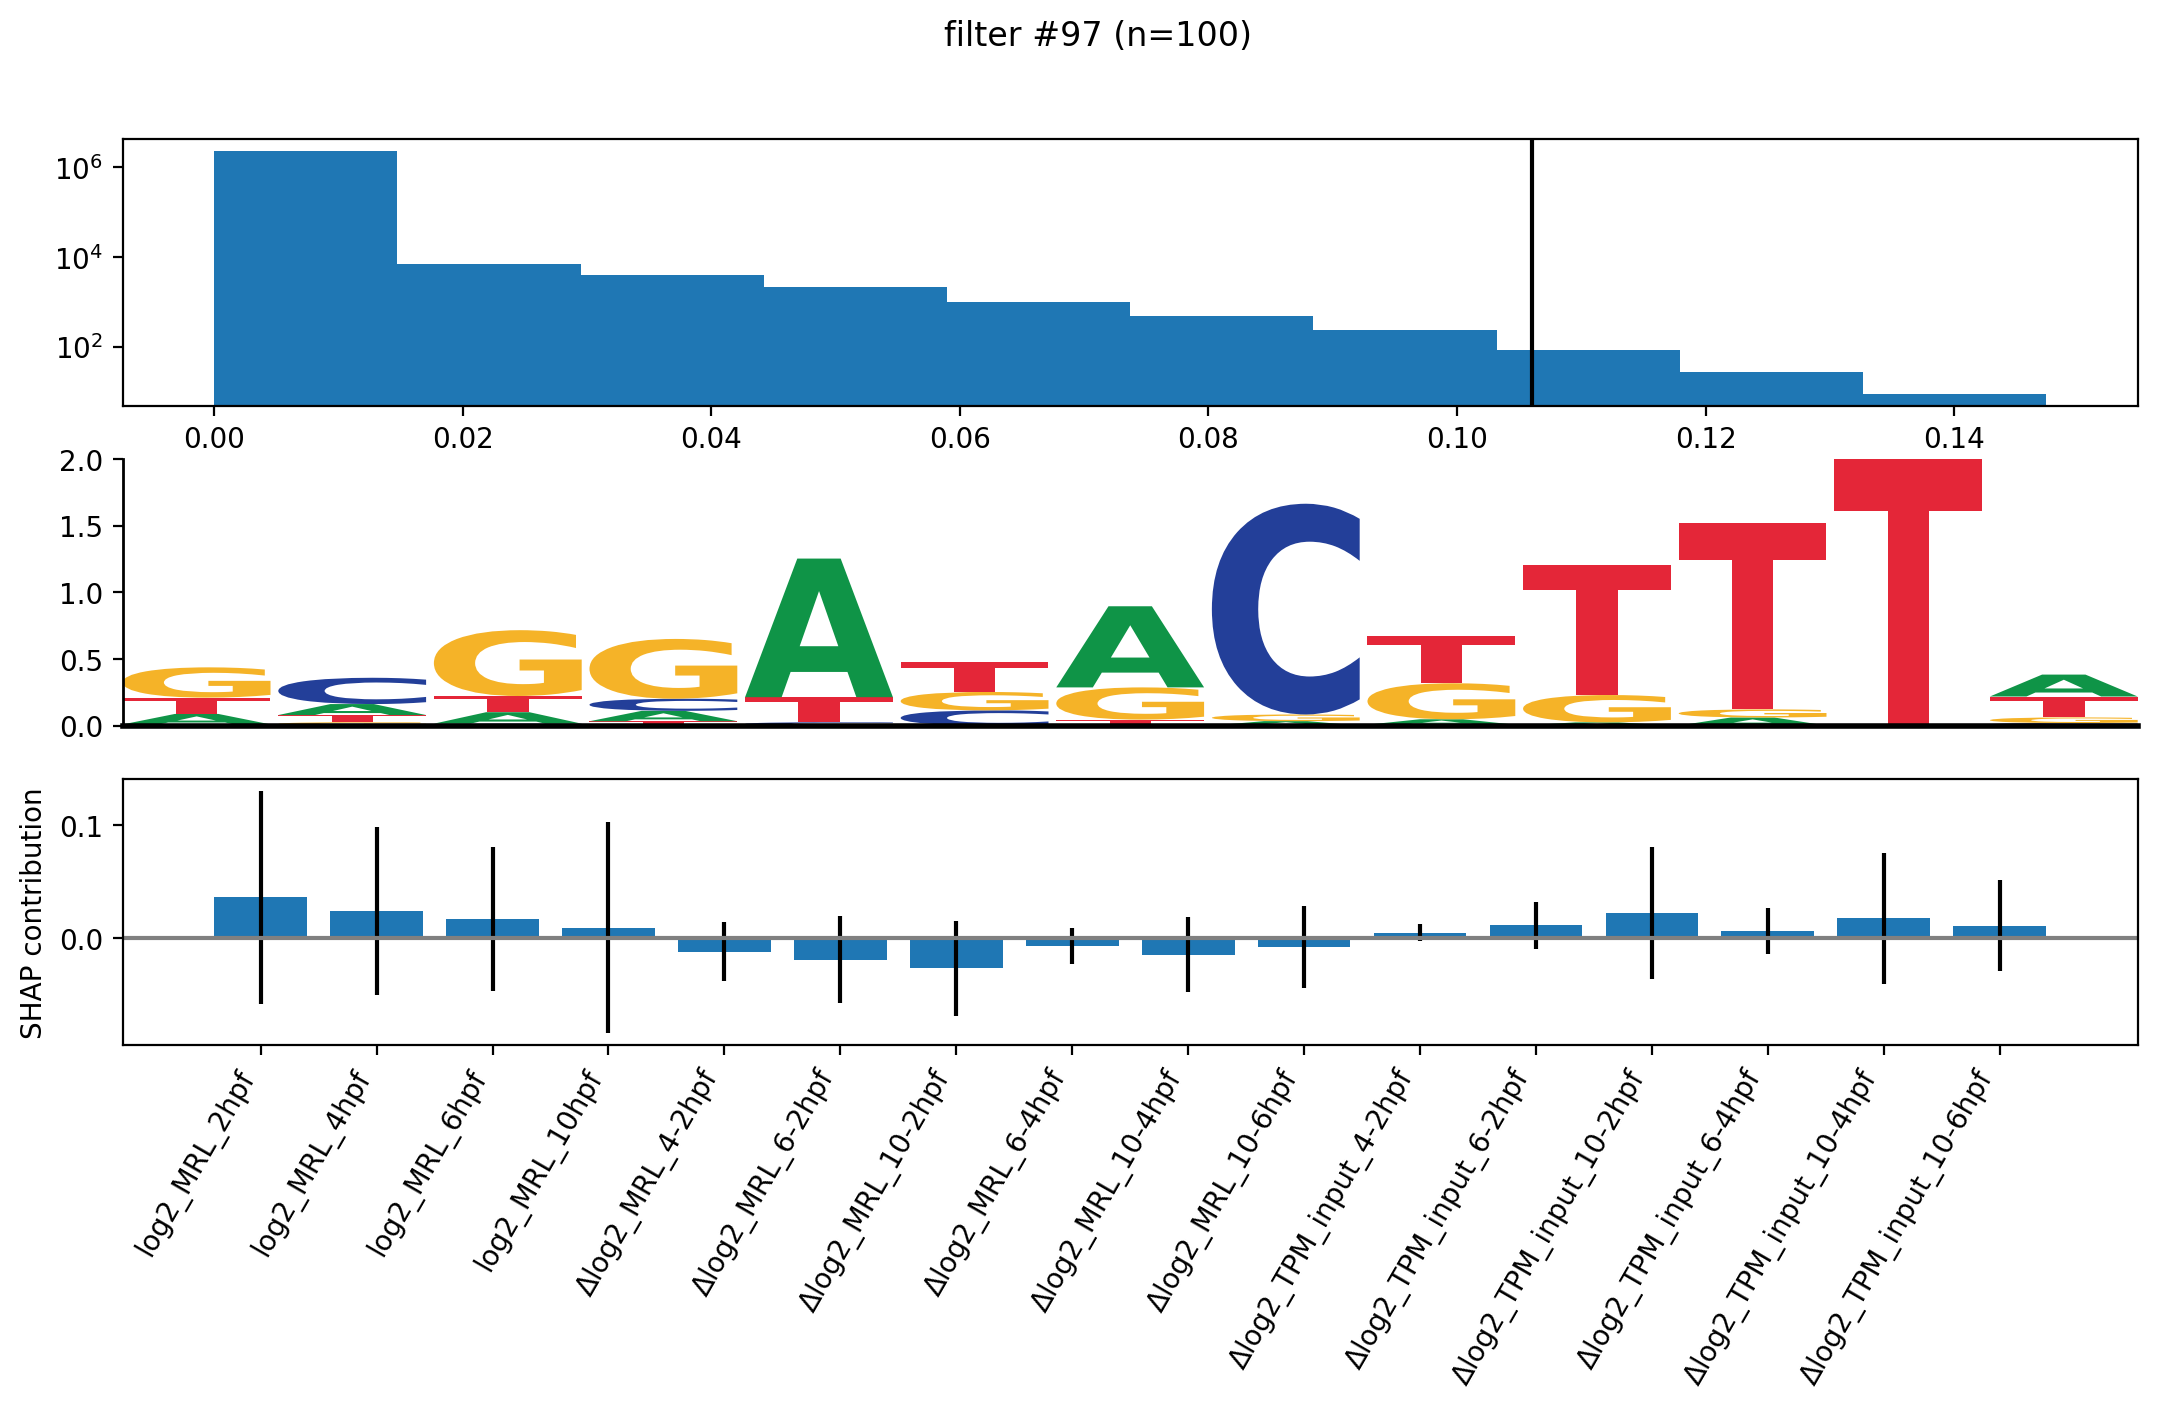 filter #97 (n=100)
10^6
10^4
10^2
0.00 0.02 0.04 0.06 0.08 0.10 0.12 0.14
2.0
1.5
1.0
0.5
0.0
G C G G A T A C T T T T A
T A T C T G G G G G G T
A T A A C C T A A G
SHAP contribution
0.1
0.0
log2_MRL_2hpf
log2_MRL_4hpf
log2_MRL_6hpf
log2_MRL_10hpf
Δlog2_MRL_4-2hpf
Δlog2_MRL_6-2hpf
Δlog2_MRL_10-2hpf
Δlog2_MRL_6-4hpf
Δlog2_MRL_10-4hpf
Δlog2_MRL_10-6hpf
Δlog2_TPM_input_4-2hpf
Δlog2_TPM_input_6-2hpf
Δlog2_TPM_input_10-2hpf
Δlog2_TPM_input_6-4hpf
Δlog2_TPM_input_10-4hpf
Δlog2_TPM_input_10-6hpf